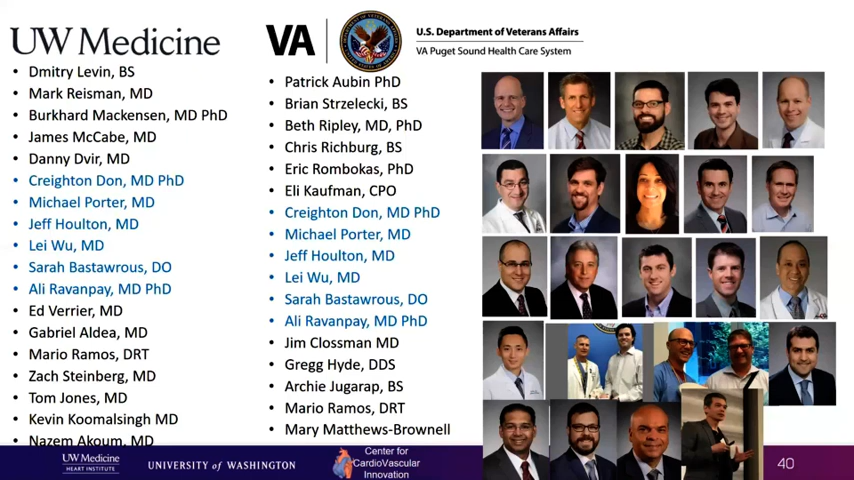 UW Medicine
• Dmitry Levin, BS
• Mark Reisman, MD
• Burkhard Mackensen, MD PhD
• James McCabe, MD
• Danny Dvir, MD
• Creighton Don, MD PhD
• Michael Porter, MD
• Jeff Houlton, MD
• Lei Wu, MD
• Sarah Bastawrous, DO
• Ali Ravanpay, MD PhD
• Ed Verrier, MD
• Gabriel Aldea, MD
• Mario Ramos, DRT
• Zach Steinberg, MD
• Tom Jones, MD
• Kevin Koomalsingh MD
• Nazem Akoum, MD
VA
U.S. Department of Veterans Affairs
VA Puget Sound Health Care System
• Patrick Aubin PhD
• Brian Strzelecki, BS
• Beth Ripley, MD, PhD
• Chris Richburg, BS
• Eric Rombokas, PhD
• Eli Kaufman, CPO
• Creighton Don, MD PhD
• Michael Porter, MD
• Jeff Houlton, MD
• Lei Wu, MD
• Sarah Bastawrous, DO
• Ali Ravanpay, MD PhD
• Jim Clossman MD
• Gregg Hyde, DDS
• Archie Jugarap, BS
• Mario Ramos, DRT
• Mary Matthews-Brownell
UW Medicine
HEART INSTITUTE
UNIVERSITY of WASHINGTON
Center for
CardioVascular
Innovation
40